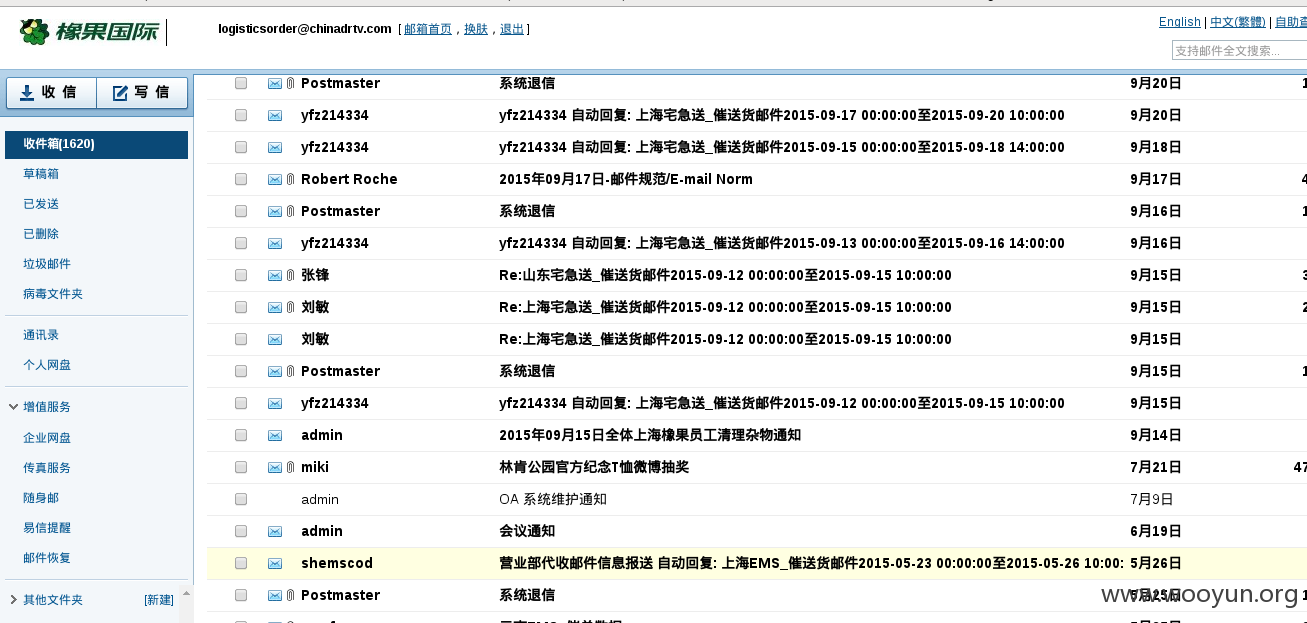 橡果国际
logisticsorder@chinadrtv.com [ 邮箱首页 , 换肤 , 退出 ]
English | 中文(繁體) | 自助查
支持邮件全文搜索...
收 信 写 信
收件箱(1620)
草稿箱
已发送
已删除
垃圾邮件
病毒文件夹
通讯录
个人网盘
增值服务
企业网盘
传真服务
随身邮
易信提醒
邮件恢复
其他文件夹 [新建]
Postmaster 系统退信 9月20日 1
yfz214334 yfz214334 自动回复: 上海宅急送_催送货邮件2015-09-17 00:00:00至2015-09-20 10:00:00 9月20日
yfz214334 yfz214334 自动回复: 上海宅急送_催送货邮件2015-09-15 00:00:00至2015-09-18 14:00:00 9月18日
Robert Roche 2015年09月17日-邮件规范/E-mail Norm 9月17日 4
Postmaster 系统退信 9月16日 1
yfz214334 yfz214334 自动回复: 上海宅急送_催送货邮件2015-09-13 00:00:00至2015-09-16 14:00:00 9月16日
张锋 Re:山东宅急送_催送货邮件2015-09-12 00:00:00至2015-09-15 10:00:00 9月15日 3
刘敏 Re:上海宅急送_催送货邮件2015-09-12 00:00:00至2015-09-15 10:00:00 9月15日 2
刘敏 Re:上海宅急送_催送货邮件2015-09-12 00:00:00至2015-09-15 10:00:00 9月15日
Postmaster 系统退信 9月15日 1
yfz214334 yfz214334 自动回复: 上海宅急送_催送货邮件2015-09-12 00:00:00至2015-09-15 10:00:00 9月15日
admin 2015年09月15日全体上海橡果员工清理杂物通知 9月14日
miki 林肯公园官方纪念T恤微博抽奖 7月21日 47
admin OA 系统维护通知 7月9日
admin 会议通知 6月19日
shemscod 营业部代收邮件信息报送 自动回复: 上海EMS_催送货邮件2015-05-23 00:00:00至2015-05-26 10:00: 5月26日
Postmaster 系统退信 5月25日 1
www.wooyun.org